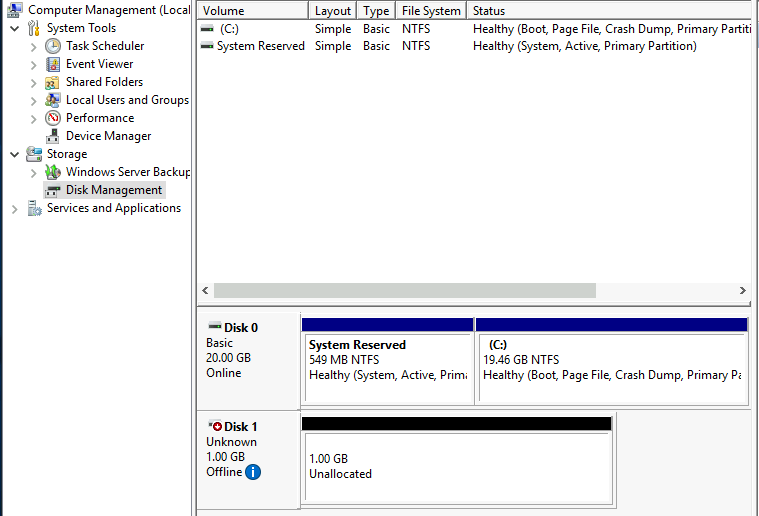 Computer Management (Local
System Tools
Task Scheduler
Event Viewer
Shared Folders
Local Users and Groups
Performance
Device Manager
Storage
Windows Server Backup
Disk Management
Services and Applications
Volume Layout Type File System Status
(C:) Simple Basic NTFS Healthy (Boot, Page File, Crash Dump, Primary Partiti
System Reserved Simple Basic NTFS Healthy (System, Active, Primary Partition)
Disk 0
Basic
20.00 GB
Online
System Reserved
549 MB NTFS
Healthy (System, Active, Prima
(C:)
19.46 GB NTFS
Healthy (Boot, Page File, Crash Dump, Primary Pa
Disk 1
Unknown
1.00 GB
Offline
1.00 GB
Unallocated